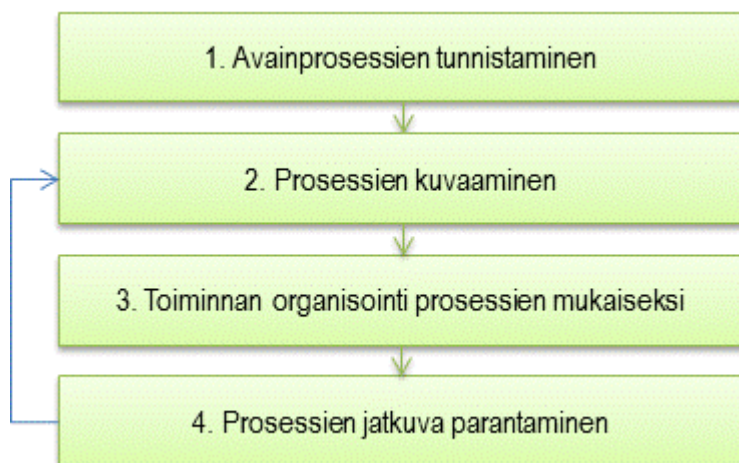 1. Avainprosessien tunnistaminen
2. Prosessien kuvaaminen
3. Toiminnan organisointi prosessien mukaiseksi
4. Prosessien jatkuva parantaminen